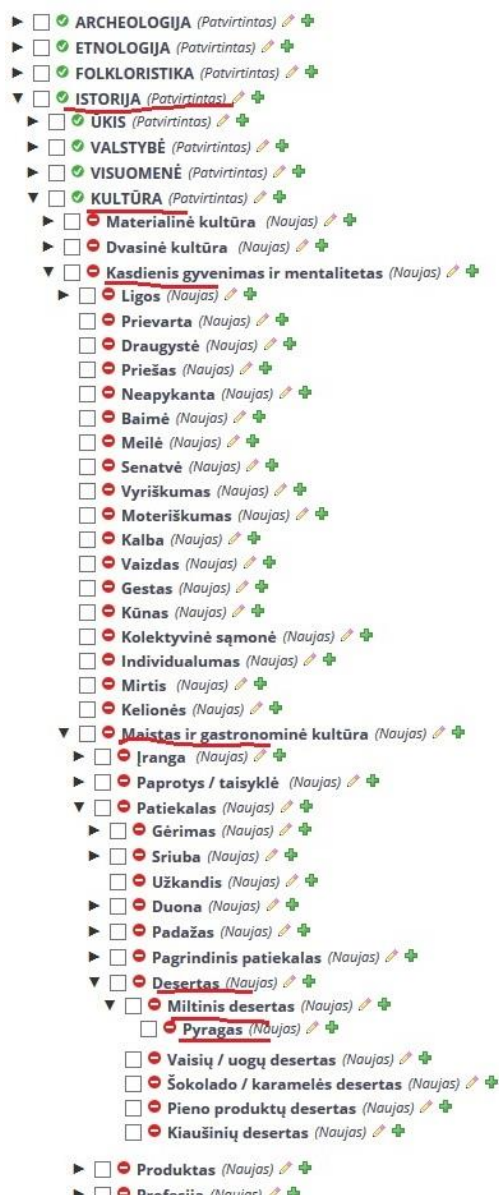 ARCHEOLOGIJA (Patvirtintas)
ETNOLOGIJA (Patvirtintas)
FOLKLORISTIKA (Patvirtintas)
ISTORIJA (Patvirtintas)
ŪKIS (Patvirtintas)
VALSTYBĖ (Patvirtintas)
VISUOMENĖ (Patvirtintas)
KULTŪRA (Patvirtintas)
Materialinė kultūra (Naujas)
Dvasinė kultūra (Naujas)
Kasdienis gyvenimas ir mentalitetas (Naujas)
Ligos (Naujas)
Prievarta (Naujas)
Draugystė (Naujas)
Priešas (Naujas)
Neapykanta (Naujas)
Baimė (Naujas)
Meilė (Naujas)
Senatvė (Naujas)
Vyriškumas (Naujas)
Moteriškumas (Naujas)
Kalba (Naujas)
Vaizdas (Naujas)
Gestas (Naujas)
Kūnas (Naujas)
Kolektyvinė sąmonė (Naujas)
Individualumas (Naujas)
Mirtis (Naujas)
Kelionės (Naujas)
Maistas ir gastronominė kultūra (Naujas)
Įranga (Naujas)
Paprotys / taisyklė (Naujas)
Patiekalas (Naujas)
Gėrimas (Naujas)
Sriuba (Naujas)
Užkandis (Naujas)
Duona (Naujas)
Padažas (Naujas)
Pagrindinis patiekalas (Naujas)
Desertas (Naujas)
Miltinis desertas (Naujas)
Pyragas (Naujas)
Vaisių / uogų desertas (Naujas)
Šokolado / karamelės desertas (Naujas)
Pieno produktų desertas (Naujas)
Kiaušinių desertas (Naujas)
Produktas (Naujas)
Profesija (Naujas)